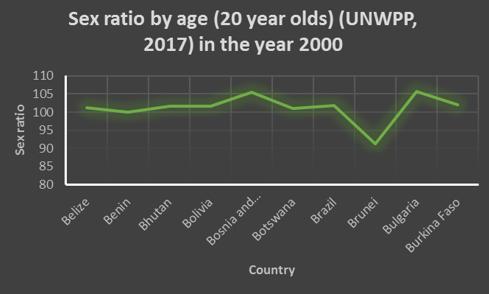 Sex ratio by age (20 year olds) (UNWPP,
2017) in the year 2000
110
105
100
95
90
85
80
Sex ratio
Belize
Benin
Bhutan
Bolivia
Bosnia and...
Botswana
Brazil
Brunei
Bulgaria
Burkina Faso
Country